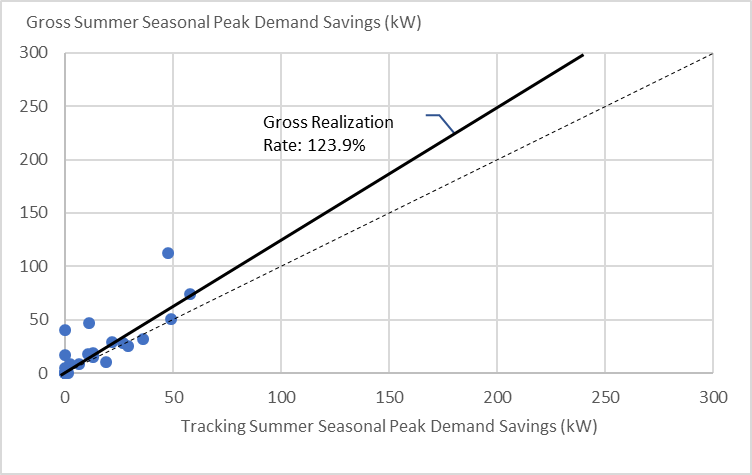 Gross Summer Seasonal Peak Demand Savings (kW)
300
250
200
150
100
50
0
Gross Realization
Rate: 123.9%
0 50 100 150 200 250 300
Tracking Summer Seasonal Peak Demand Savings (kW)